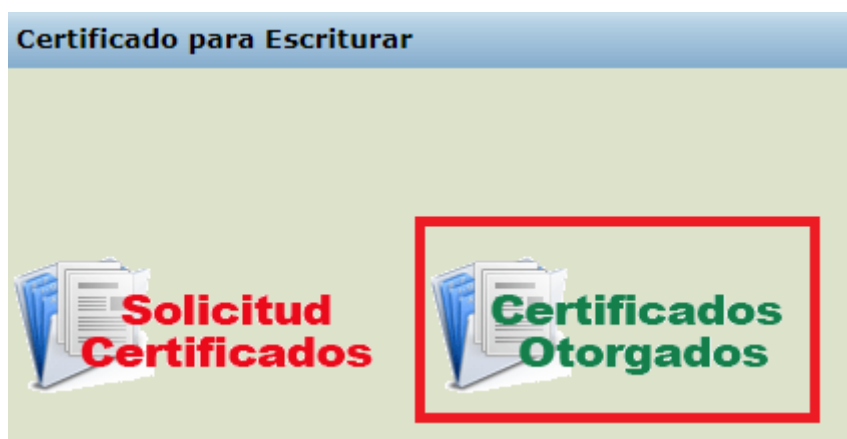 Certificado para Escriturar
Solicitud
Certificados
Certificados
Otorgados